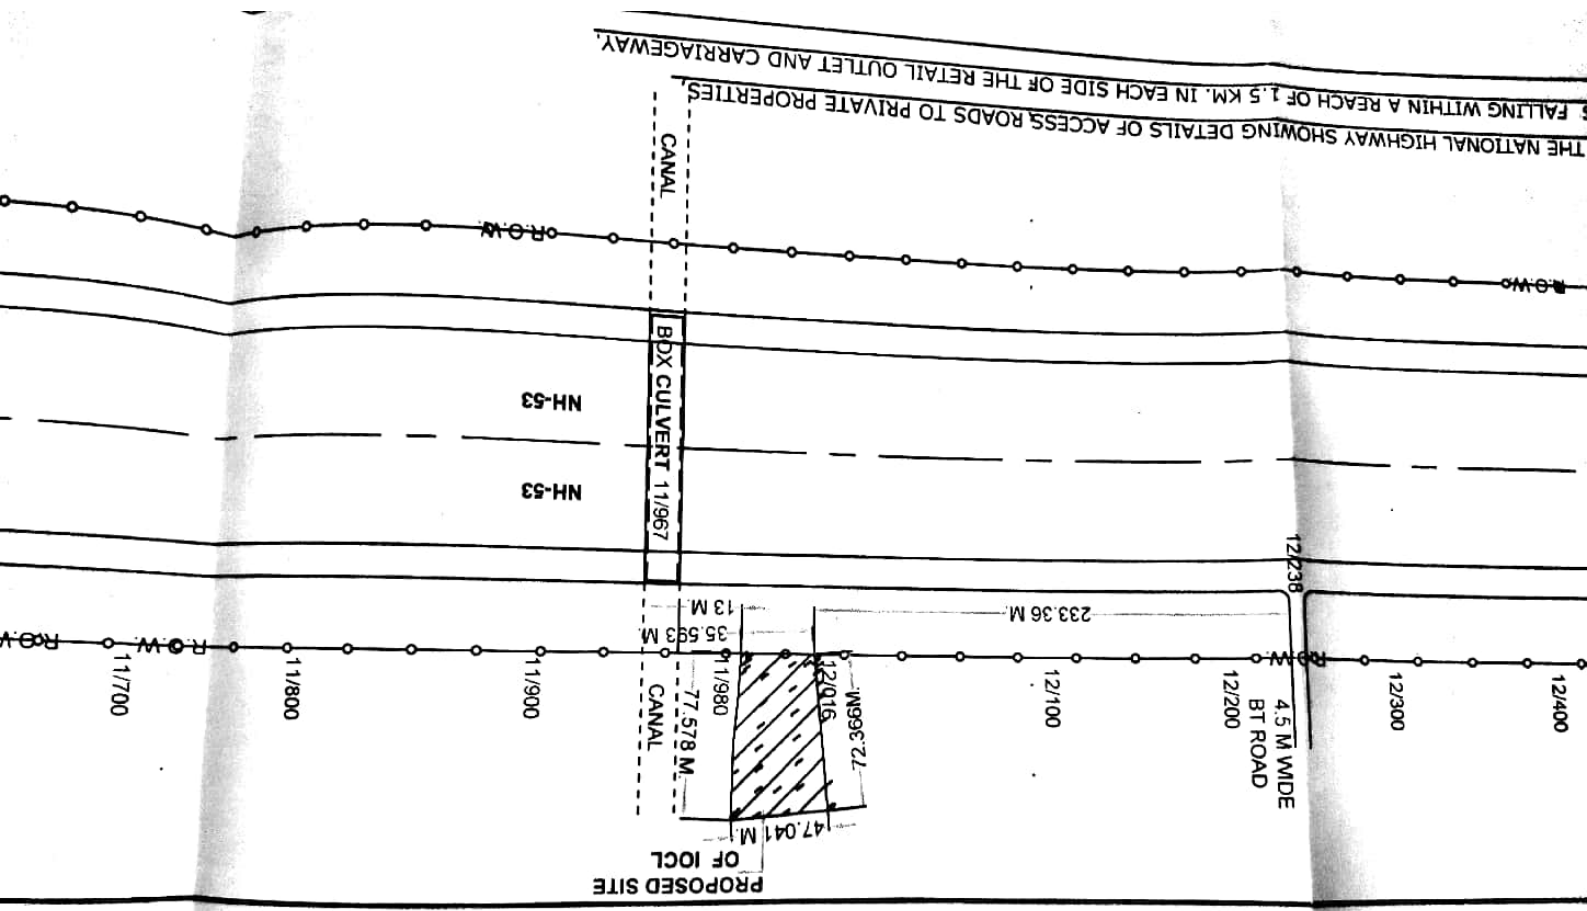 THE NATIONAL HIGHWAY SHOWING DETAILS OF ACCESS ROADS TO PRIVATE PROPERTIES,
FALLING WITHIN A REACH OF 1.5 KM. IN EACH SIDE OF THE RETAIL OUTLET AND CARRIAGEWAY.
CANAL
R.O.W.
R.O.W.
BOX CULVERT 11/967
NH-53
NH-53
12/238
13 M.
35.593 M.
233.36 M.
R.O.W.
R.O.W.
R.O.W.
11/700
11/800
11/900
11/980
12/016
12/100
12/200
12/300
12/400
CANAL
77.578 M.
72.366M.
47.041 M.
4.5 M WIDE
BT ROAD
PROPOSED SITE
OF IOCL